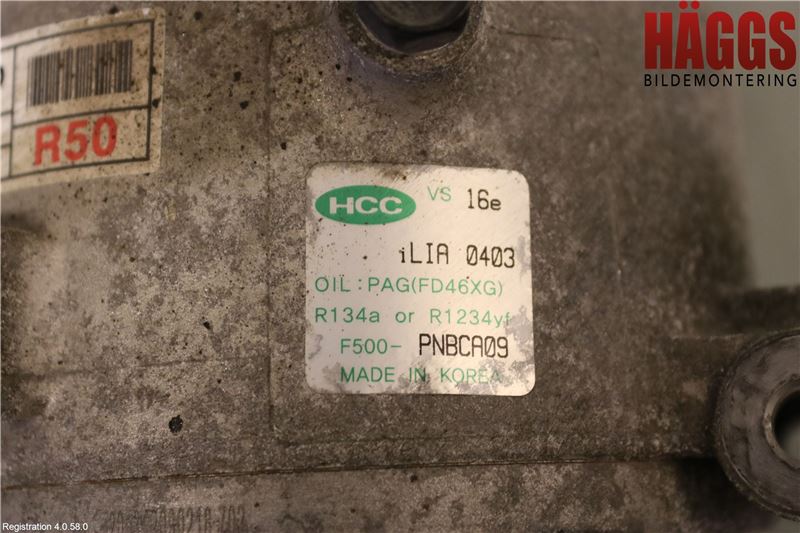 HÄGGS
BILDEMONTERING
R50
HCC VS 16e
iLIA 0403
OIL : PAG(FD46XG)
R134a or R1234yf
F500- PNBCA09
MADE IN KOREA
Registration 4.0.58.0